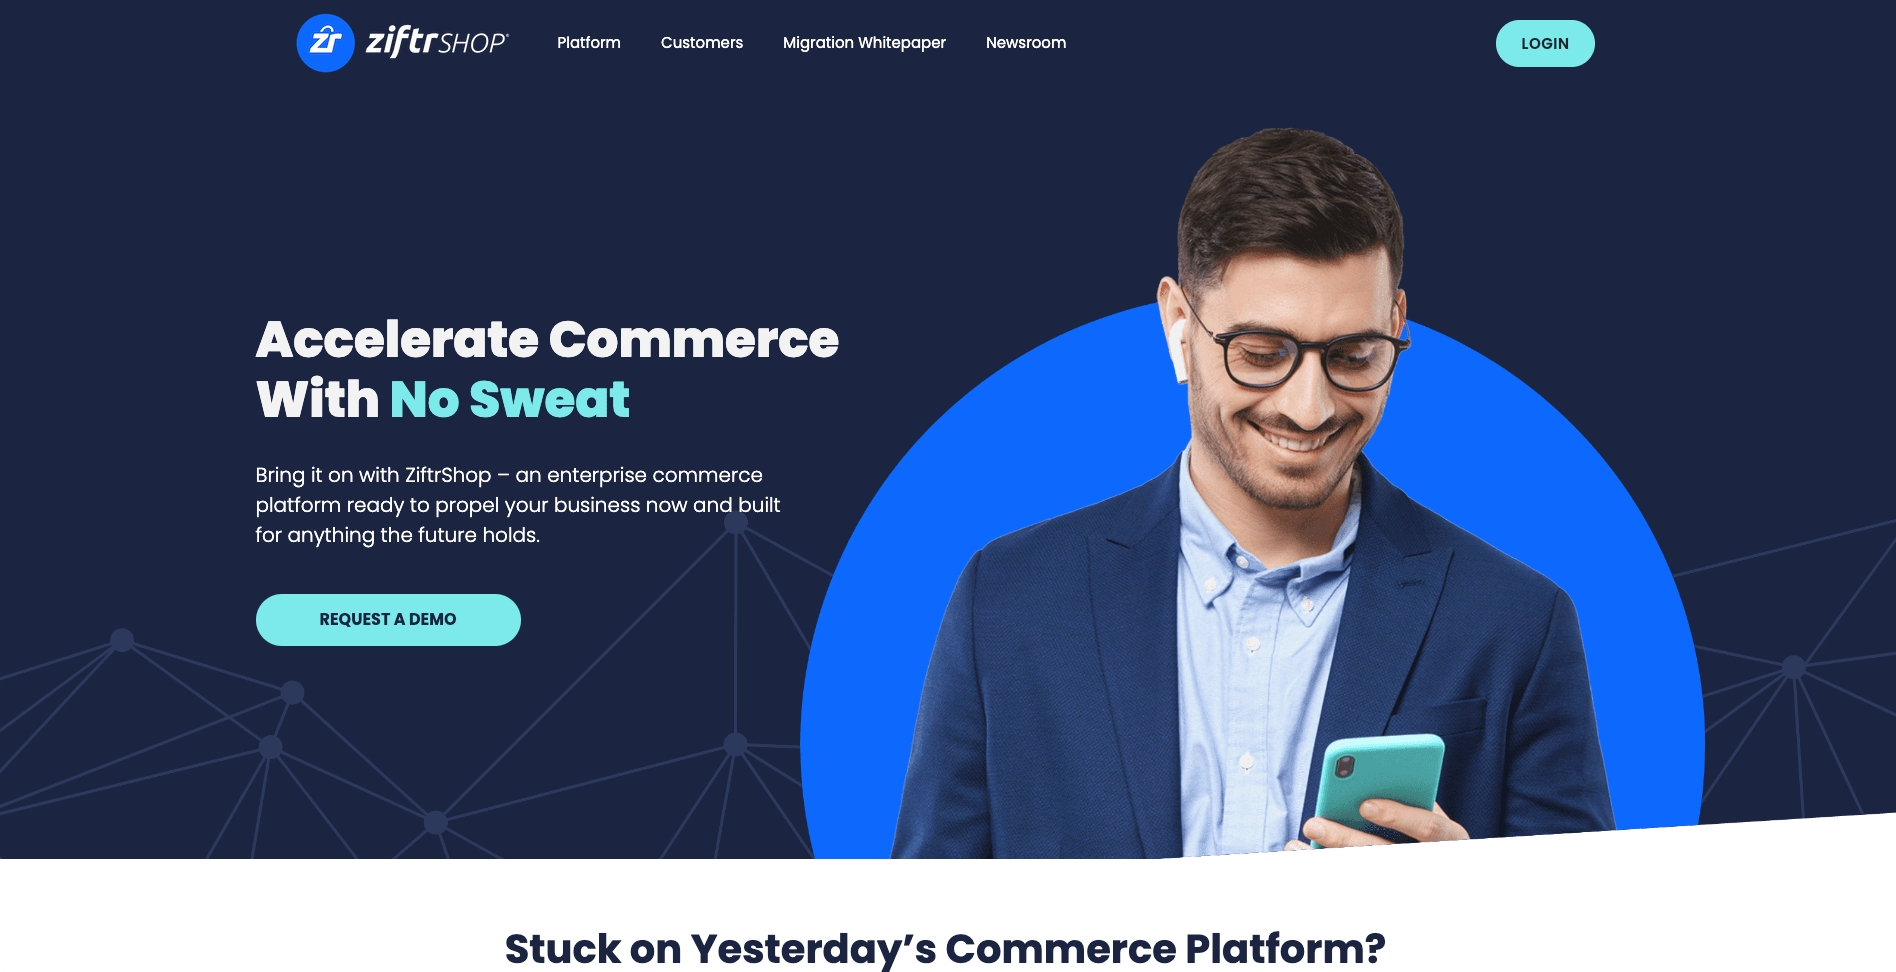 zr ziftrSHOP®
Platform
Customers
Migration Whitepaper
Newsroom
LOGIN
Accelerate Commerce
With No Sweat
Bring it on with ZiftrShop – an enterprise commerce
platform ready to propel your business now and built
for anything the future holds.
REQUEST A DEMO
Stuck on Yesterday’s Commerce Platform?